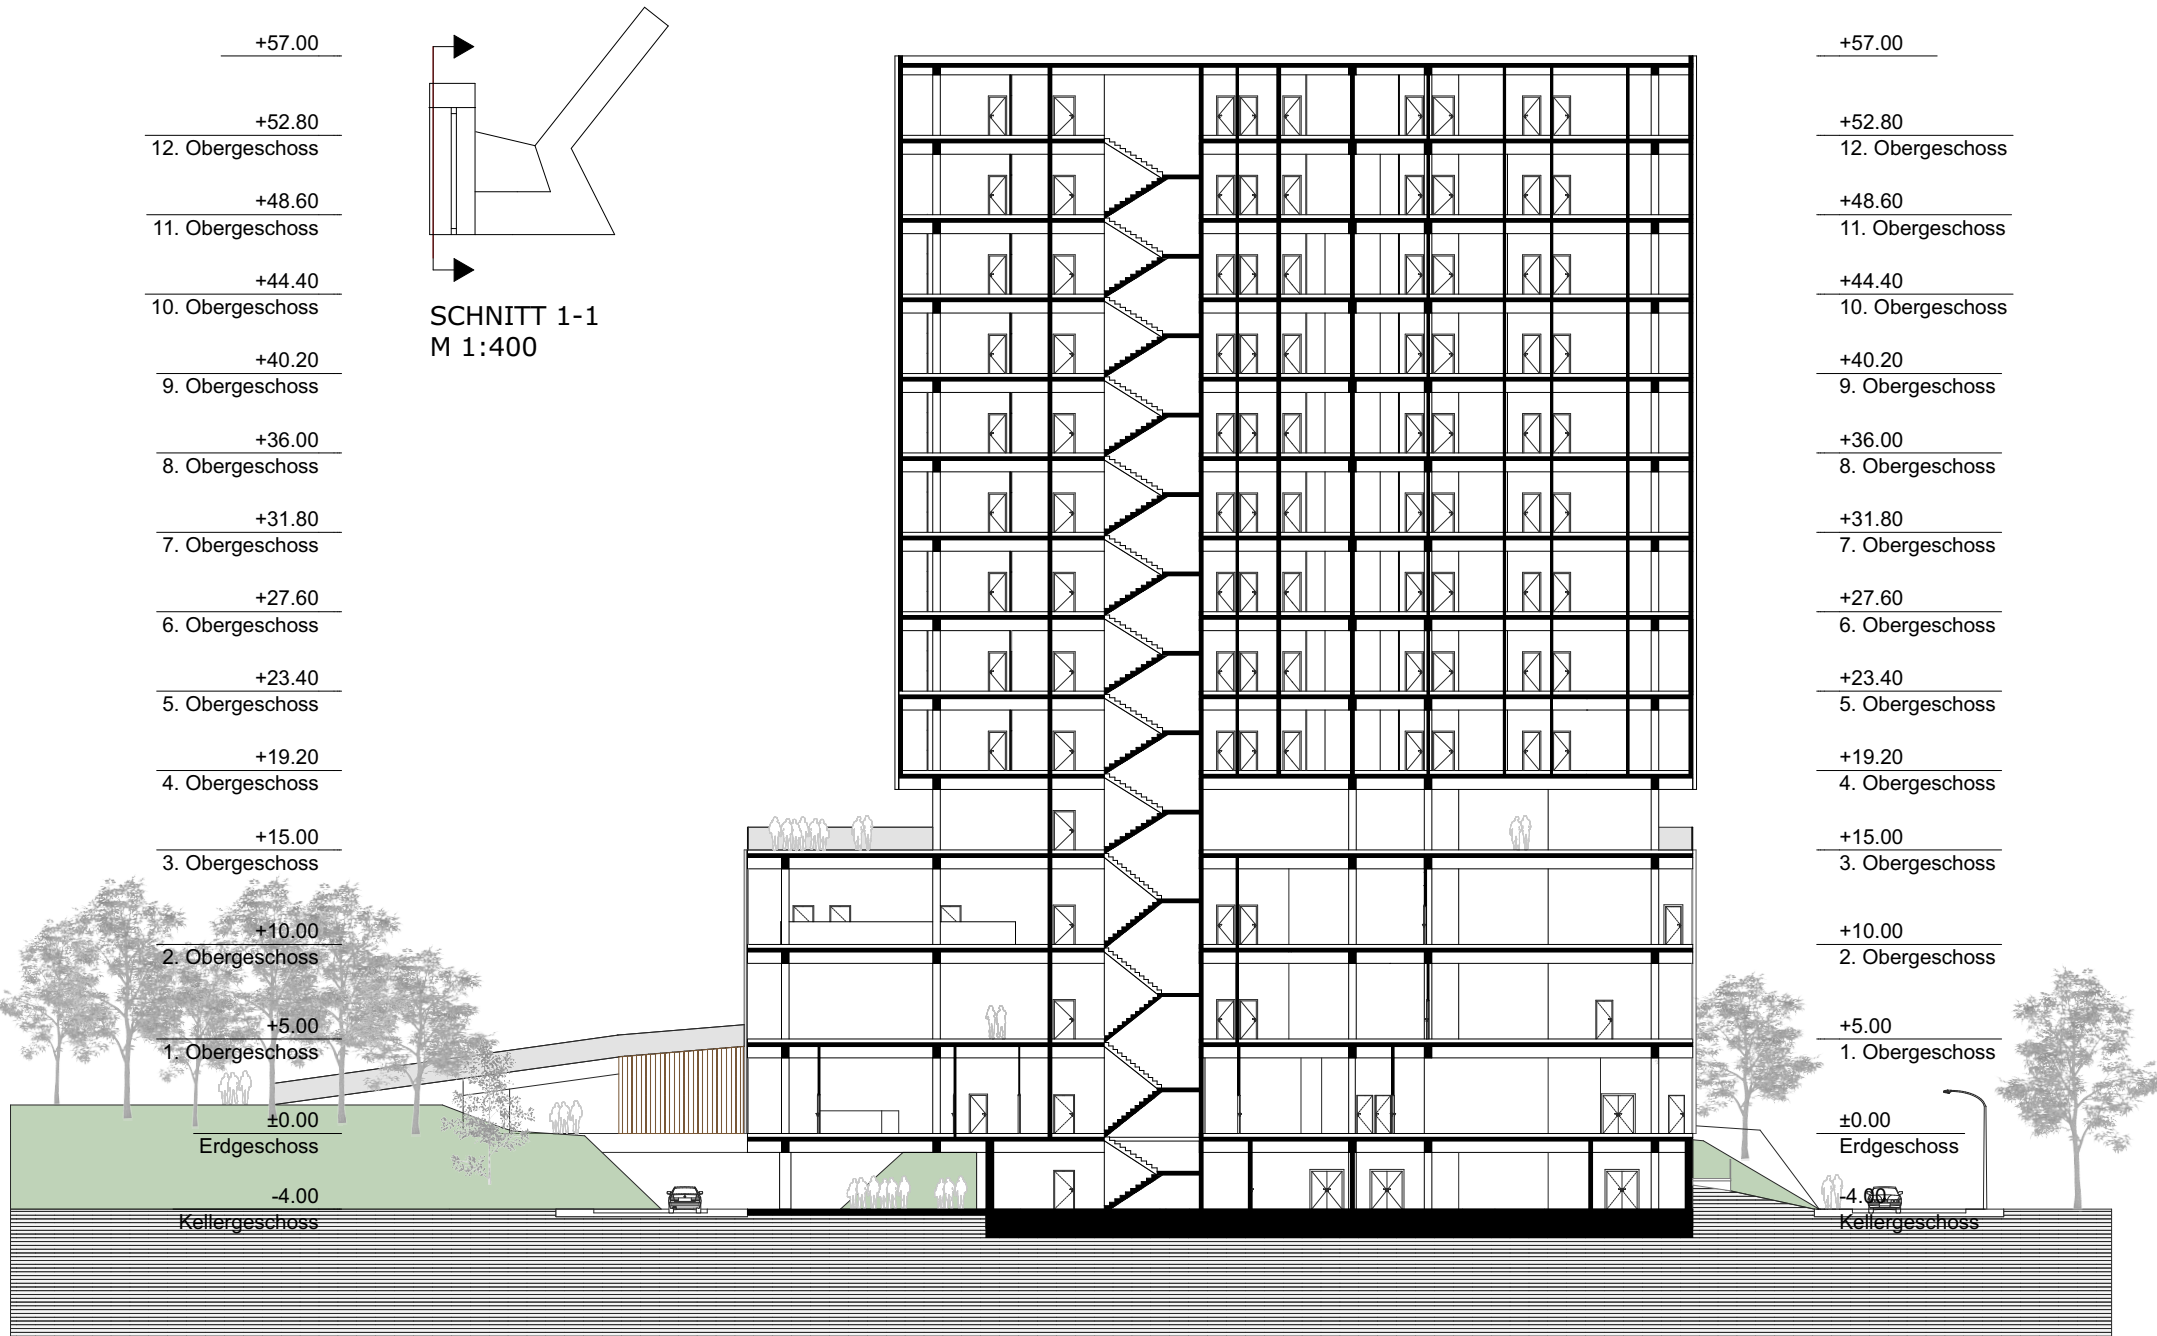 +57.00
+52.80
12. Obergeschoss
+48.60
11. Obergeschoss
+44.40
10. Obergeschoss
+40.20
9. Obergeschoss
+36.00
8. Obergeschoss
+31.80
7. Obergeschoss
+27.60
6. Obergeschoss
+23.40
5. Obergeschoss
+19.20
4. Obergeschoss
+15.00
3. Obergeschoss
+10.00
2. Obergeschoss
+5.00
1. Obergeschoss
±0.00
Erdgeschoss
-4.00
Kellergeschoss
SCHNITT 1-1
M 1:400
+57.00
+52.80
12. Obergeschoss
+48.60
11. Obergeschoss
+44.40
10. Obergeschoss
+40.20
9. Obergeschoss
+36.00
8. Obergeschoss
+31.80
7. Obergeschoss
+27.60
6. Obergeschoss
+23.40
5. Obergeschoss
+19.20
4. Obergeschoss
+15.00
3. Obergeschoss
+10.00
2. Obergeschoss
+5.00
1. Obergeschoss
±0.00
Erdgeschoss
-4.00
Kellergeschoss